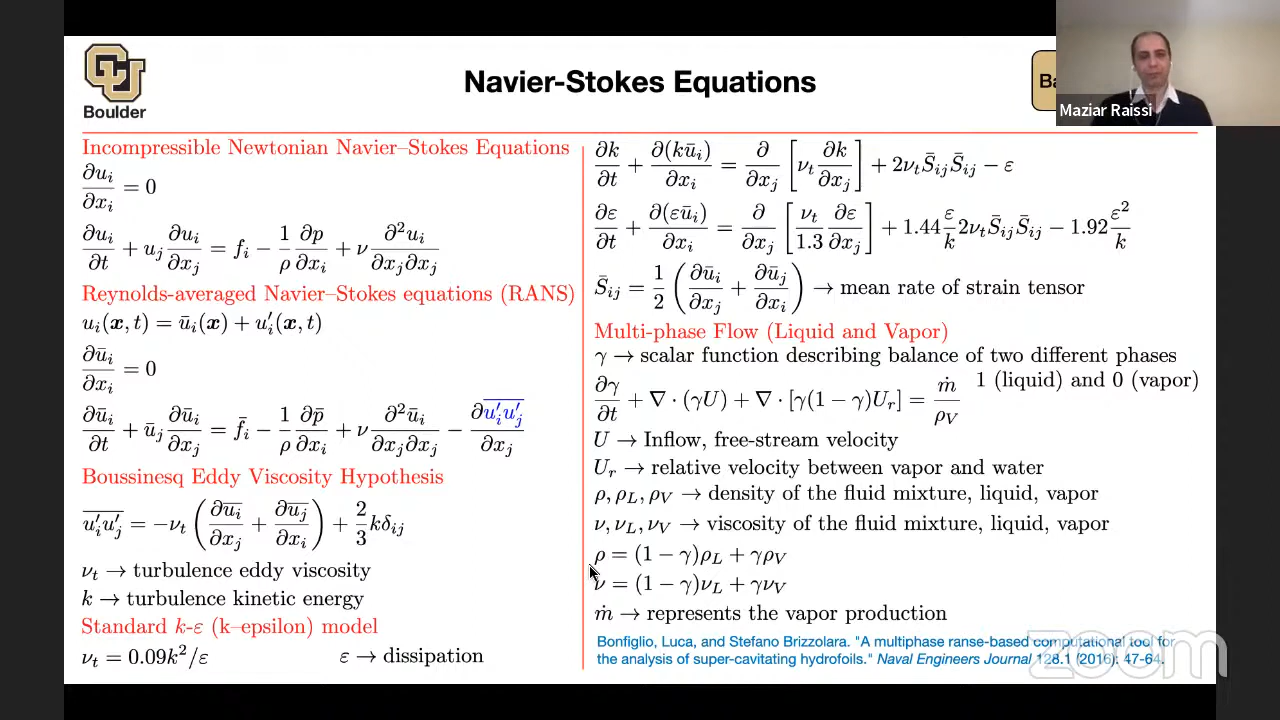 Boulder
Navier-Stokes Equations
Ba
Maziar Raissi
Incompressible Newtonian Navier–Stokes Equations
∂u_i/∂x_i = 0
∂u_i/∂t + u_j ∂u_i/∂x_j = f_i − 1/ρ ∂p/∂x_i + ν ∂²u_i/∂x_j∂x_j
Reynolds-averaged Navier–Stokes equations (RANS)
u_i(x, t) = ū_i(x) + u′_i(x, t)
∂ū_i/∂x_i = 0
∂ū_i/∂t + ū_j ∂ū_i/∂x_j = f̄_i − 1/ρ ∂p̄/∂x_i + ν ∂²ū_i/∂x_j∂x_j − ∂\overline{u′_i u′_j}/∂x_j
Boussinesq Eddy Viscosity Hypothesis
\overline{u′_i u′_j} = −ν_t (∂\overline{u_i}/∂x_j + ∂\overline{u_j}/∂x_i) + 2/3 kδ_ij
ν_t → turbulence eddy viscosity
k → turbulence kinetic energy
Standard k-ε (k–epsilon) model
ν_t = 0.09k²/ε ε → dissipation
∂k/∂t + ∂(kū_i)/∂x_i = ∂/∂x_j [ν_t ∂k/∂x_j] + 2ν_t S̄_ij S̄_ij − ε
∂ε/∂t + ∂(εū_i)/∂x_i = ∂/∂x_j [ν_t/1.3 ∂ε/∂x_j] + 1.44 ε/k 2ν_t S̄_ij S̄_ij − 1.92 ε²/k
S̄_ij = 1/2 (∂ū_i/∂x_j + ∂ū_j/∂x_i) → mean rate of strain tensor
Multi-phase Flow (Liquid and Vapor)
γ → scalar function describing balance of two different phases
1 (liquid) and 0 (vapor)
∂γ/∂t + ∇ · (γU) + ∇ · [γ(1 − γ)U_r] = ṁ/ρ_V
U → Inflow, free-stream velocity
U_r → relative velocity between vapor and water
ρ, ρ_L, ρ_V → density of the fluid mixture, liquid, vapor
ν, ν_L, ν_V → viscosity of the fluid mixture, liquid, vapor
ρ = (1 − γ)ρ_L + γρ_V
ν = (1 − γ)ν_L + γν_V
ṁ → represents the vapor production
Bonfiglio, Luca, and Stefano Brizzolara. "A multiphase ranse-based computational tool for
the analysis of super-cavitating hydrofoils." Naval Engineers Journal 128.1 (2016): 47-64.
zoom